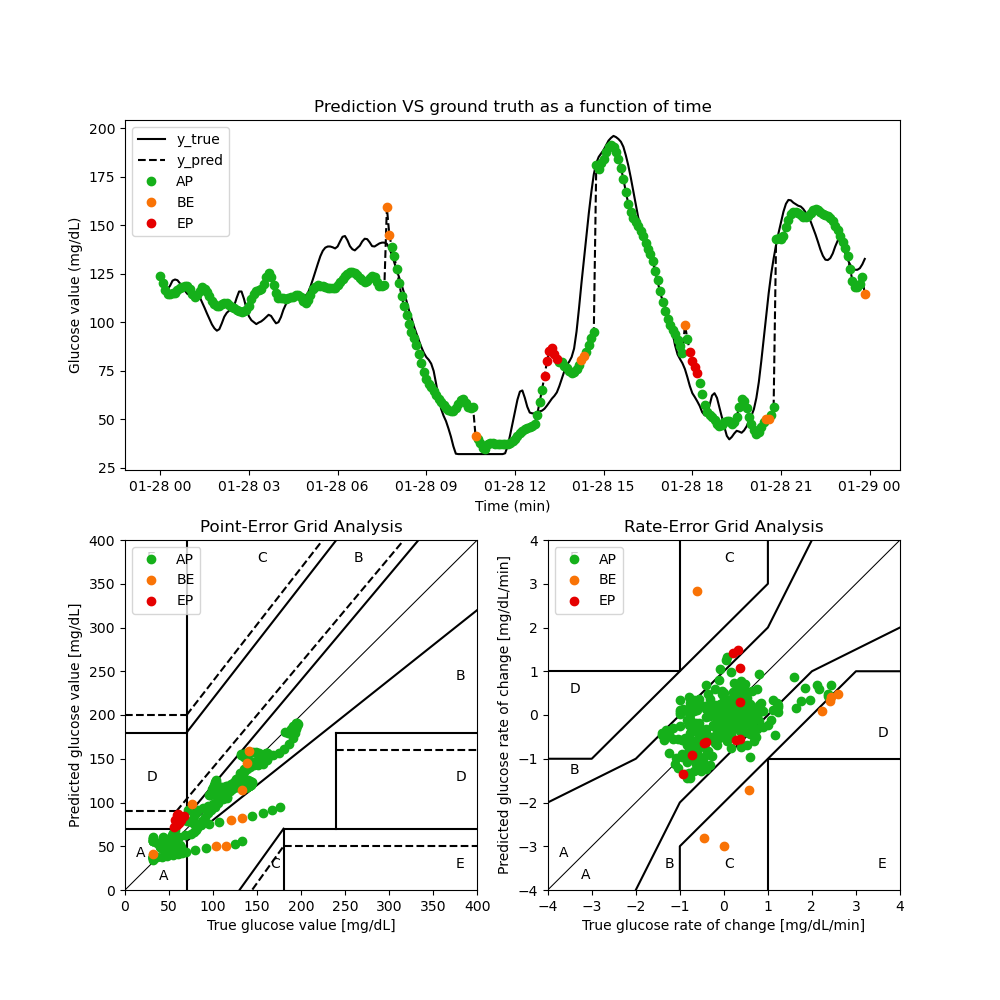 Prediction VS ground truth as a function of time
Glucose value (mg/dL)
200
175
150
125
100
75
50
25
y_true
y_pred
AP
BE
EP
01-28 00 01-28 03 01-28 06 01-28 09 01-28 12 01-28 15 01-28 18 01-28 21 01-29 00
Time (min)
Point-Error Grid Analysis
Predicted glucose value [mg/dL]
400
350
300
250
200
150
100
50
0
AP
BE
EP
C
B
B
D
D
A
A
C
E
0 50 100 150 200 250 300 350 400
True glucose value [mg/dL]
Rate-Error Grid Analysis
Predicted glucose rate of change [mg/dL/min]
4
3
2
1
0
−1
−2
−3
−4
AP
BE
EP
C
D
D
B
A
A
B
C
E
−4 −3 −2 −1 0 1 2 3 4
True glucose rate of change [mg/dL/min]